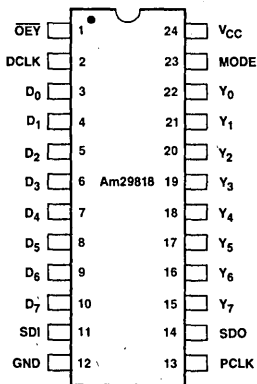 O̅E̅Y̅ 1 24 VCC
DCLK 2 23 MODE
D0 3 22 Y0
D1 4 21 Y1
D2 5 20 Y2
D3 6 Am29818 19 Y3
D4 7 18 Y4
D5 8 17 Y5
D6 9 16 Y6
D7 10 15 Y7
SDI 11 14 SDO
GND 12 13 PCLK